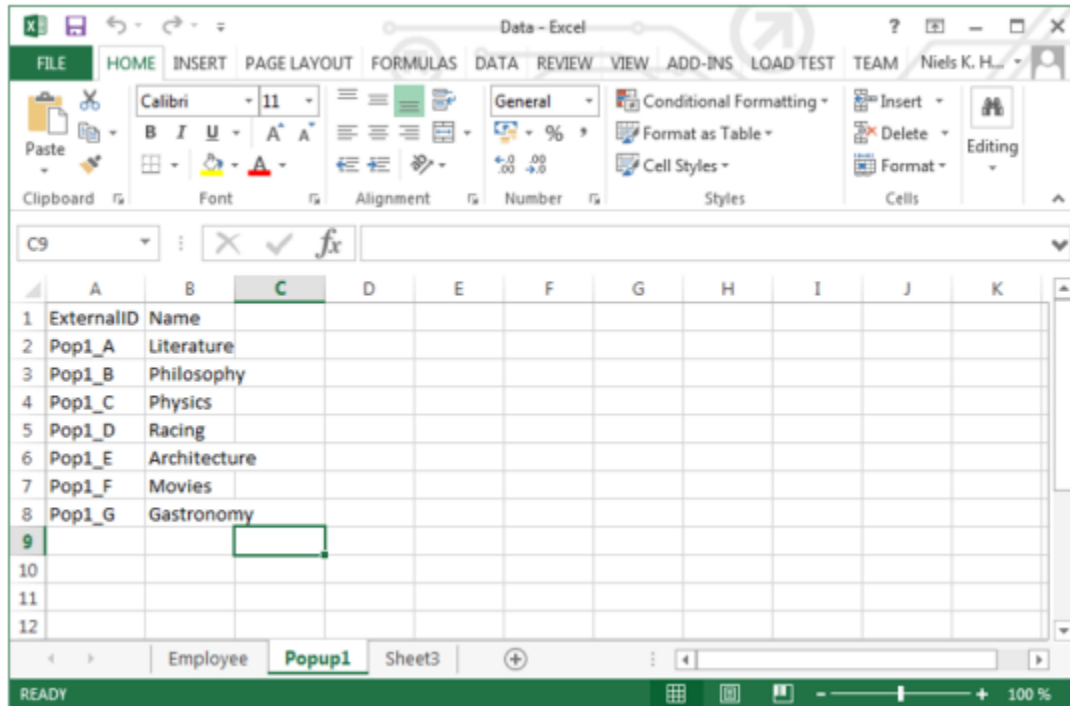 Data - Excel
FILE HOME INSERT PAGE LAYOUT FORMULAS DATA REVIEW VIEW ADD-INS LOAD TEST TEAM Niels K. H...
Calibri 11 General Conditional Formatting Insert
Paste B I U A A % , Format as Table Delete Editing
A Cell Styles Format
Clipboard Font Alignment Number Styles Cells
C9 fx
A B C D E F G H I J K
1 ExternalID Name
2 Pop1_A Literature
3 Pop1_B Philosophy
4 Pop1_C Physics
5 Pop1_D Racing
6 Pop1_E Architecture
7 Pop1_F Movies
8 Pop1_G Gastronomy
9
10
11
12
Employee Popup1 Sheet3
READY 100 %